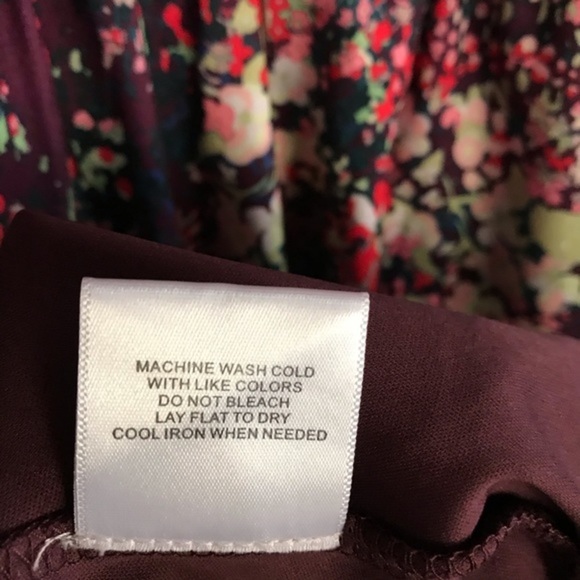 MACHINE WASH COLD
WITH LIKE COLORS
DO NOT BLEACH
LAY FLAT TO DRY
COOL IRON WHEN NEEDED